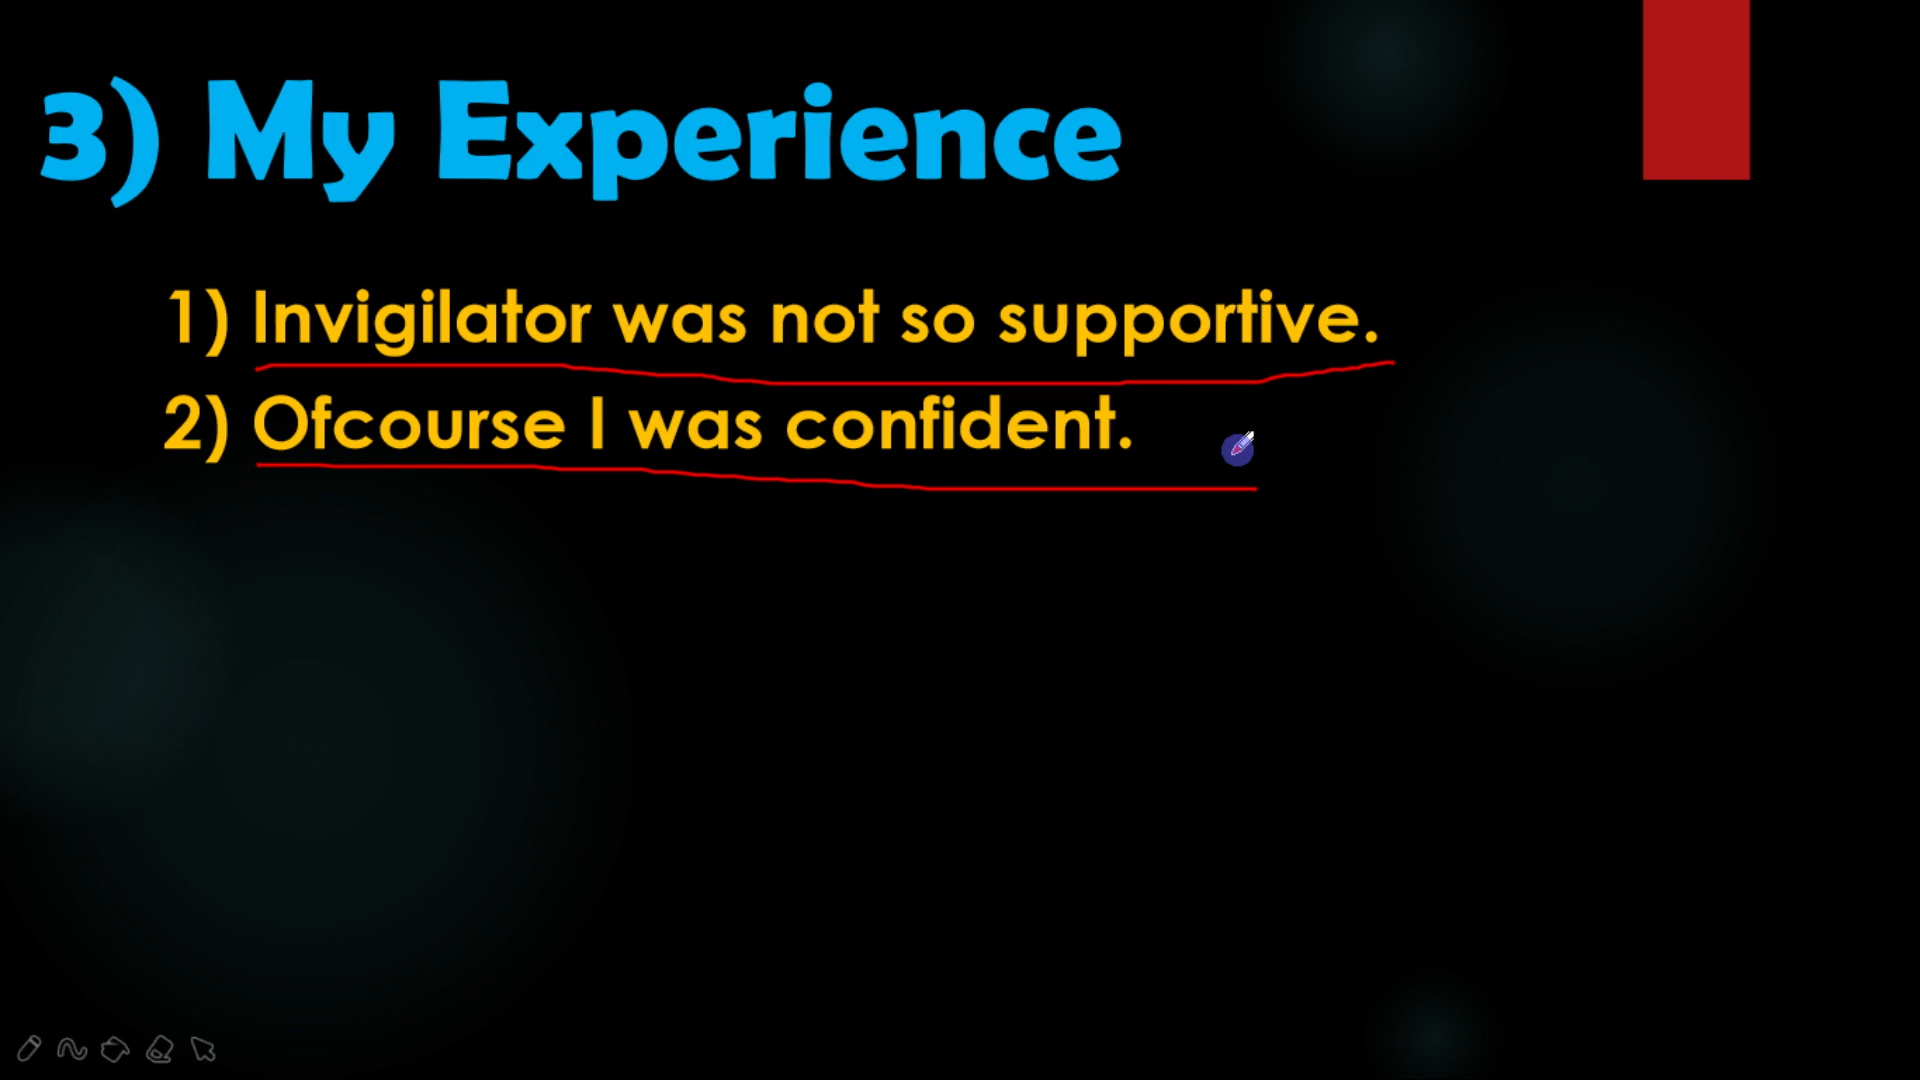 3) My Experience
1) Invigilator was not so supportive.
2) Ofcourse I was confident.